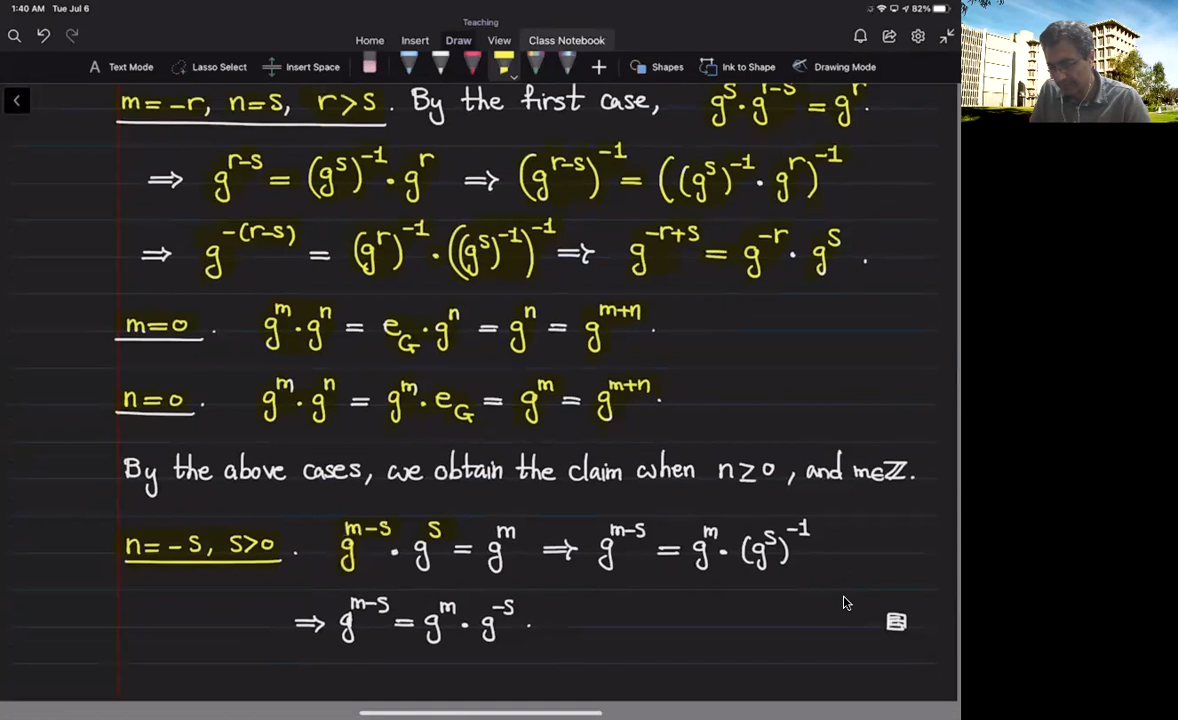 1:40 AM Tue Jul 6
82%
Teaching
Home Insert Draw View Class Notebook
Text Mode Lasso Select Insert Space Shapes Ink to Shape Drawing Mode
m=-r, n=s, r>s. By the first case, g^s · g^{r-s} = g^r.
⟹ g^{r-s} = (g^s)^{-1} · g^r ⟹ (g^{r-s})^{-1} = ((g^s)^{-1} · g^r)^{-1}
⟹ g^{-(r-s)} = (g^r)^{-1} · ((g^s)^{-1})^{-1} ⟹ g^{-r+s} = g^{-r} · g^s .
m=0 . g^m · g^n = e_G · g^n = g^n = g^{m+n}.
n=0 . g^m · g^n = g^m · e_G = g^m = g^{m+n}.
By the above cases, we obtain the claim when n≥0, and m∈ℤ.
n=-s, s>0 . g^{m-s} · g^s = g^m ⟹ g^{m-s} = g^m · (g^s)^{-1}
⟹ g^{m-s} = g^m · g^{-s} .